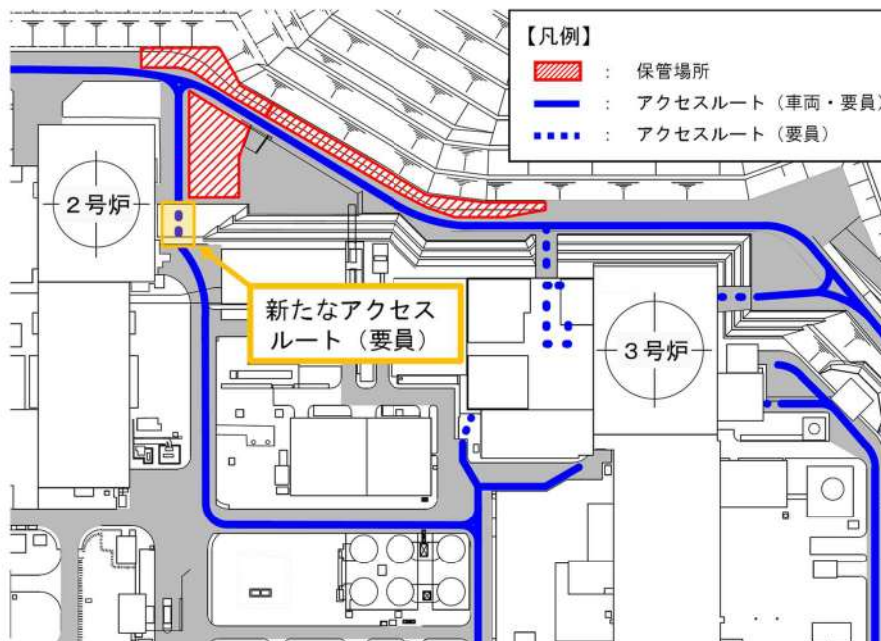 【凡例】
： 保管場所
： アクセスルート（車両・要員）
： アクセスルート（要員）
２号炉
新たなアクセス
ルート（要員）
３号炉